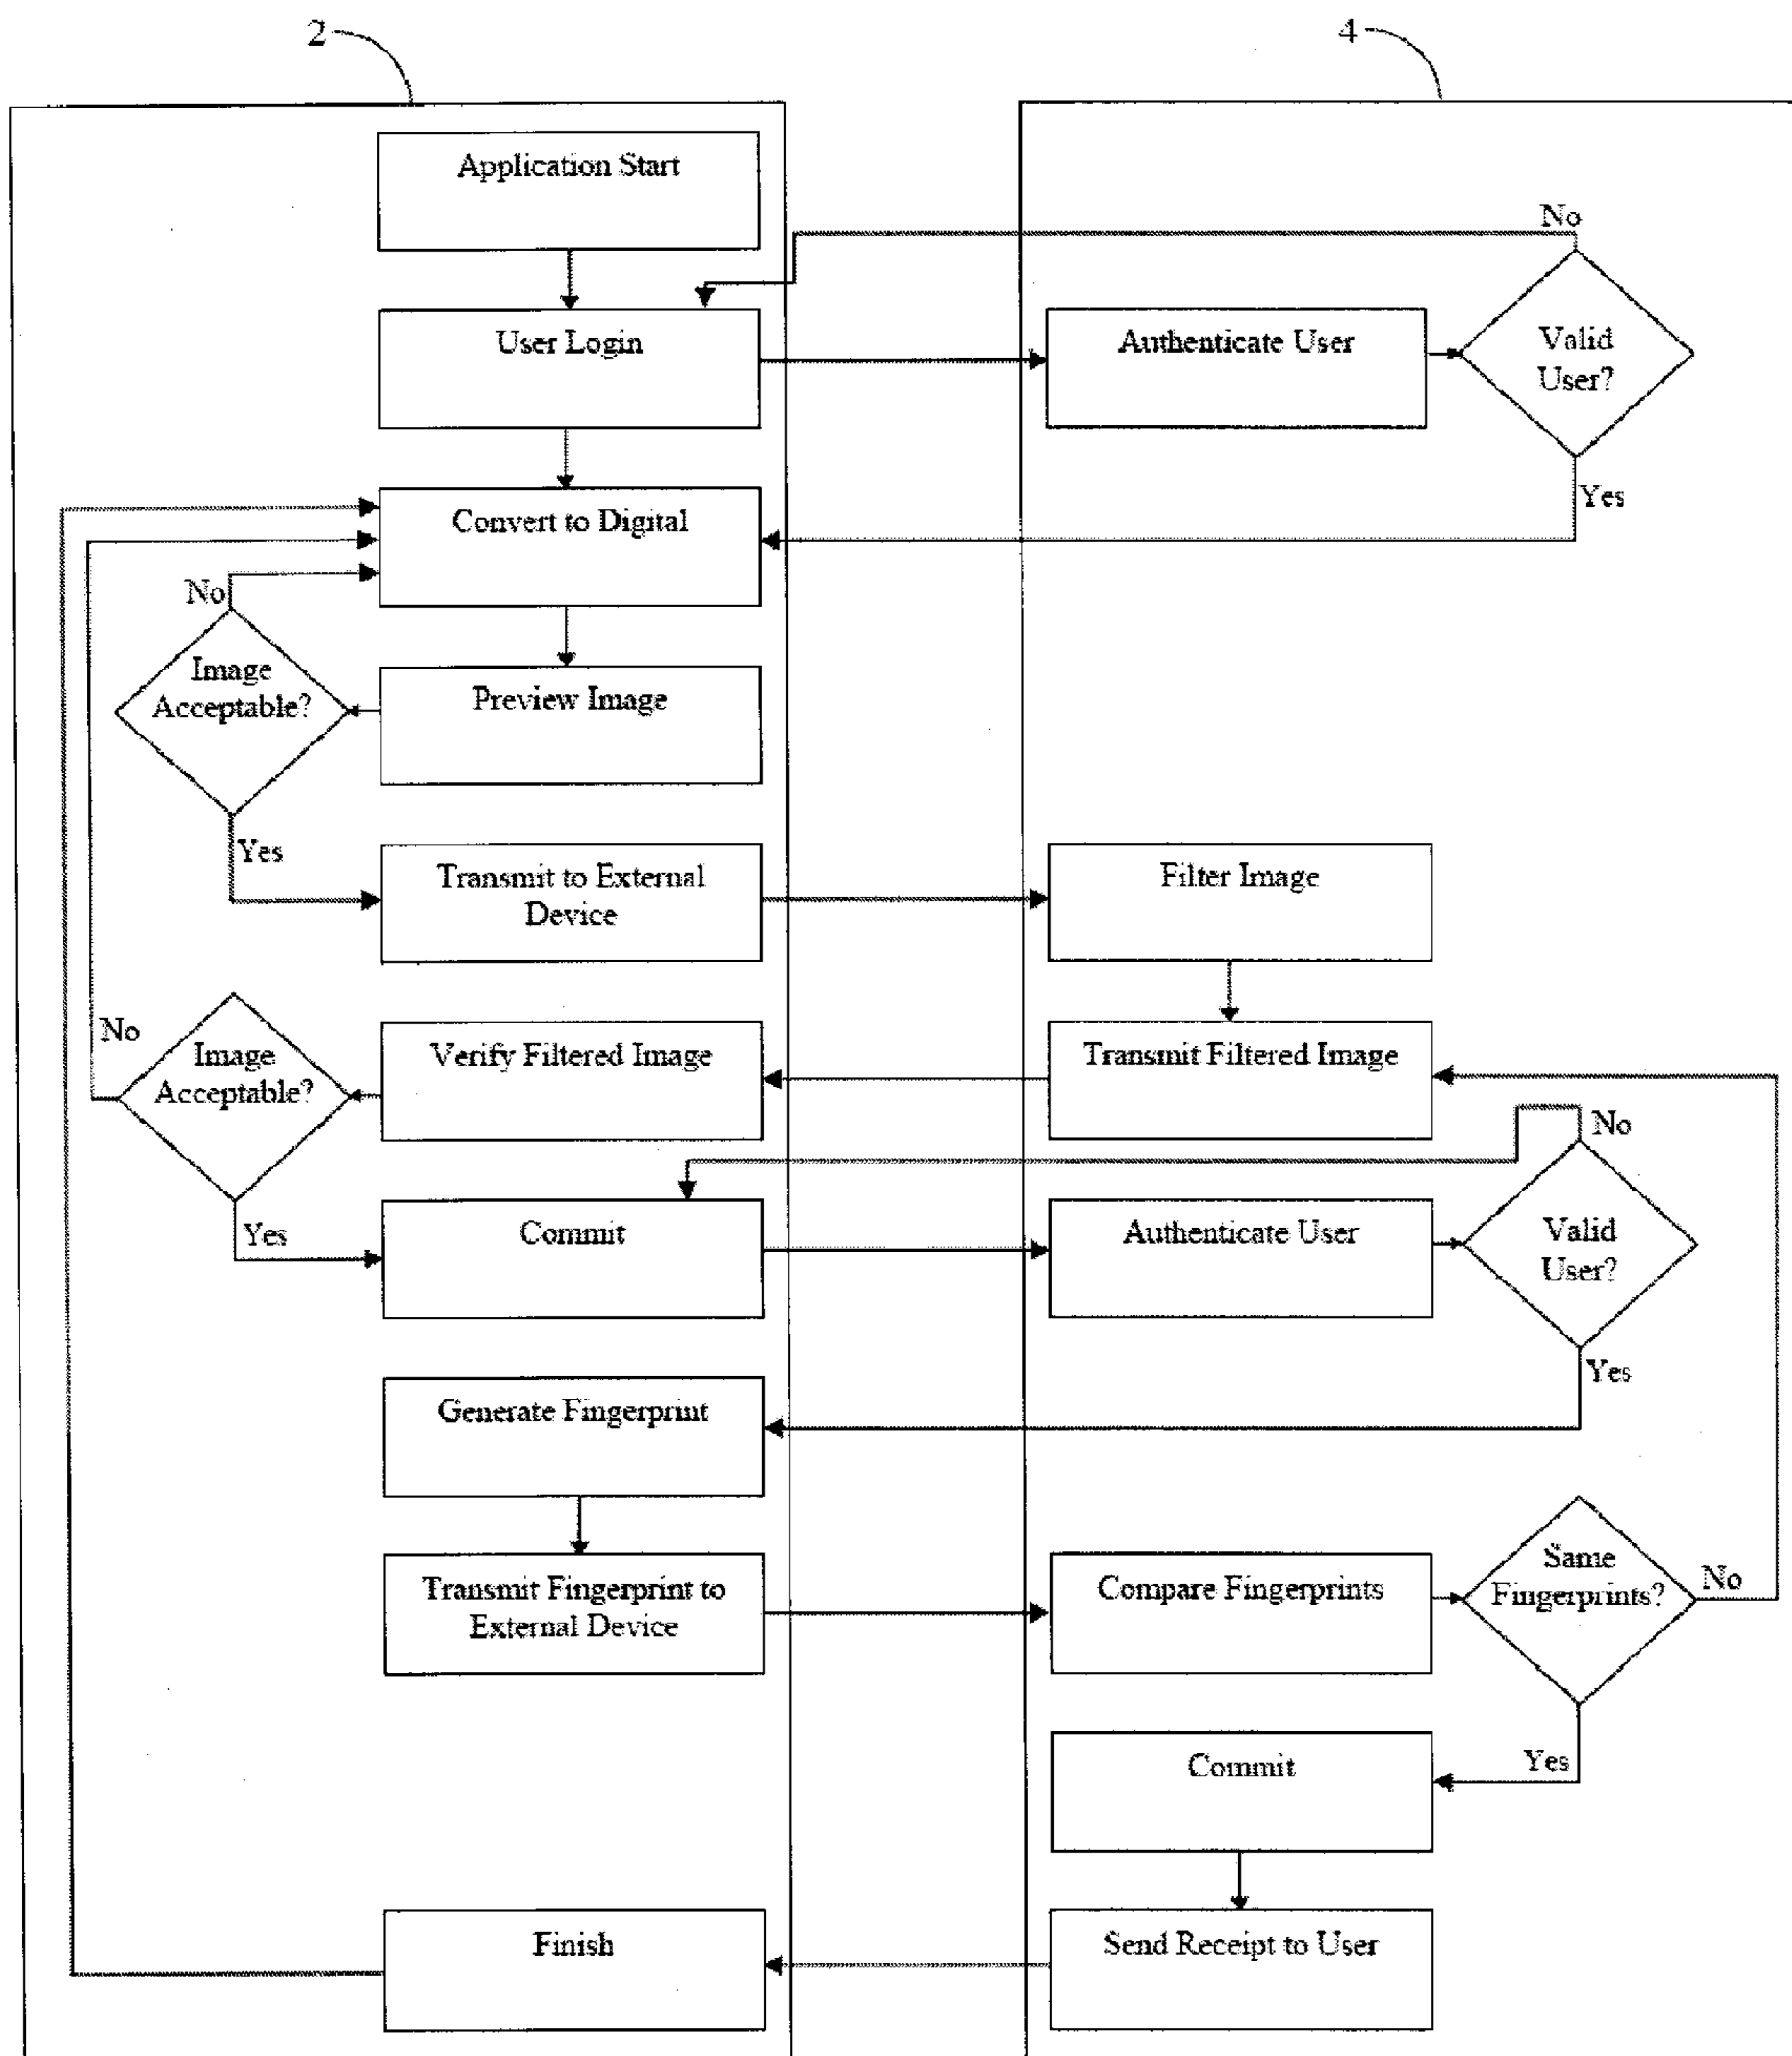 2
4
Application Start
No
User Login
Authenticate User
Valid
User?
Yes
Convert to Digital
No
Image
Acceptable?
Preview Image
Yes
Transmit to External
Device
Filter Image
No
Image
Acceptable?
Verify Filtered Image
Transmit Filtered Image
No
Yes
Commit
Authenticate User
Valid
User?
Yes
Generate Fingerprint
Transmit Fingerprint to
External Device
Compare Fingerprints
Same
Fingerprints?
No
Commit
Yes
Finish
Send Receipt to User